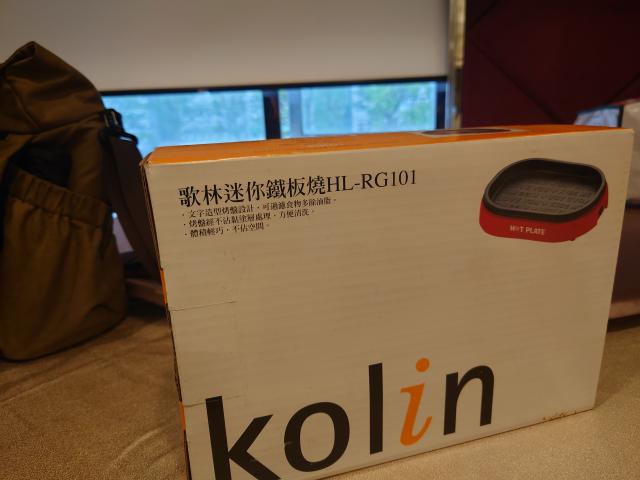 歌林迷你鐵板燒HL-RG101
．文字造型烤盤設計，可過濾食物多餘油脂。
．烤盤經不沾黏塗層處理，方便清洗。
．體積輕巧，不佔空間。
HOT PLATE
kolin